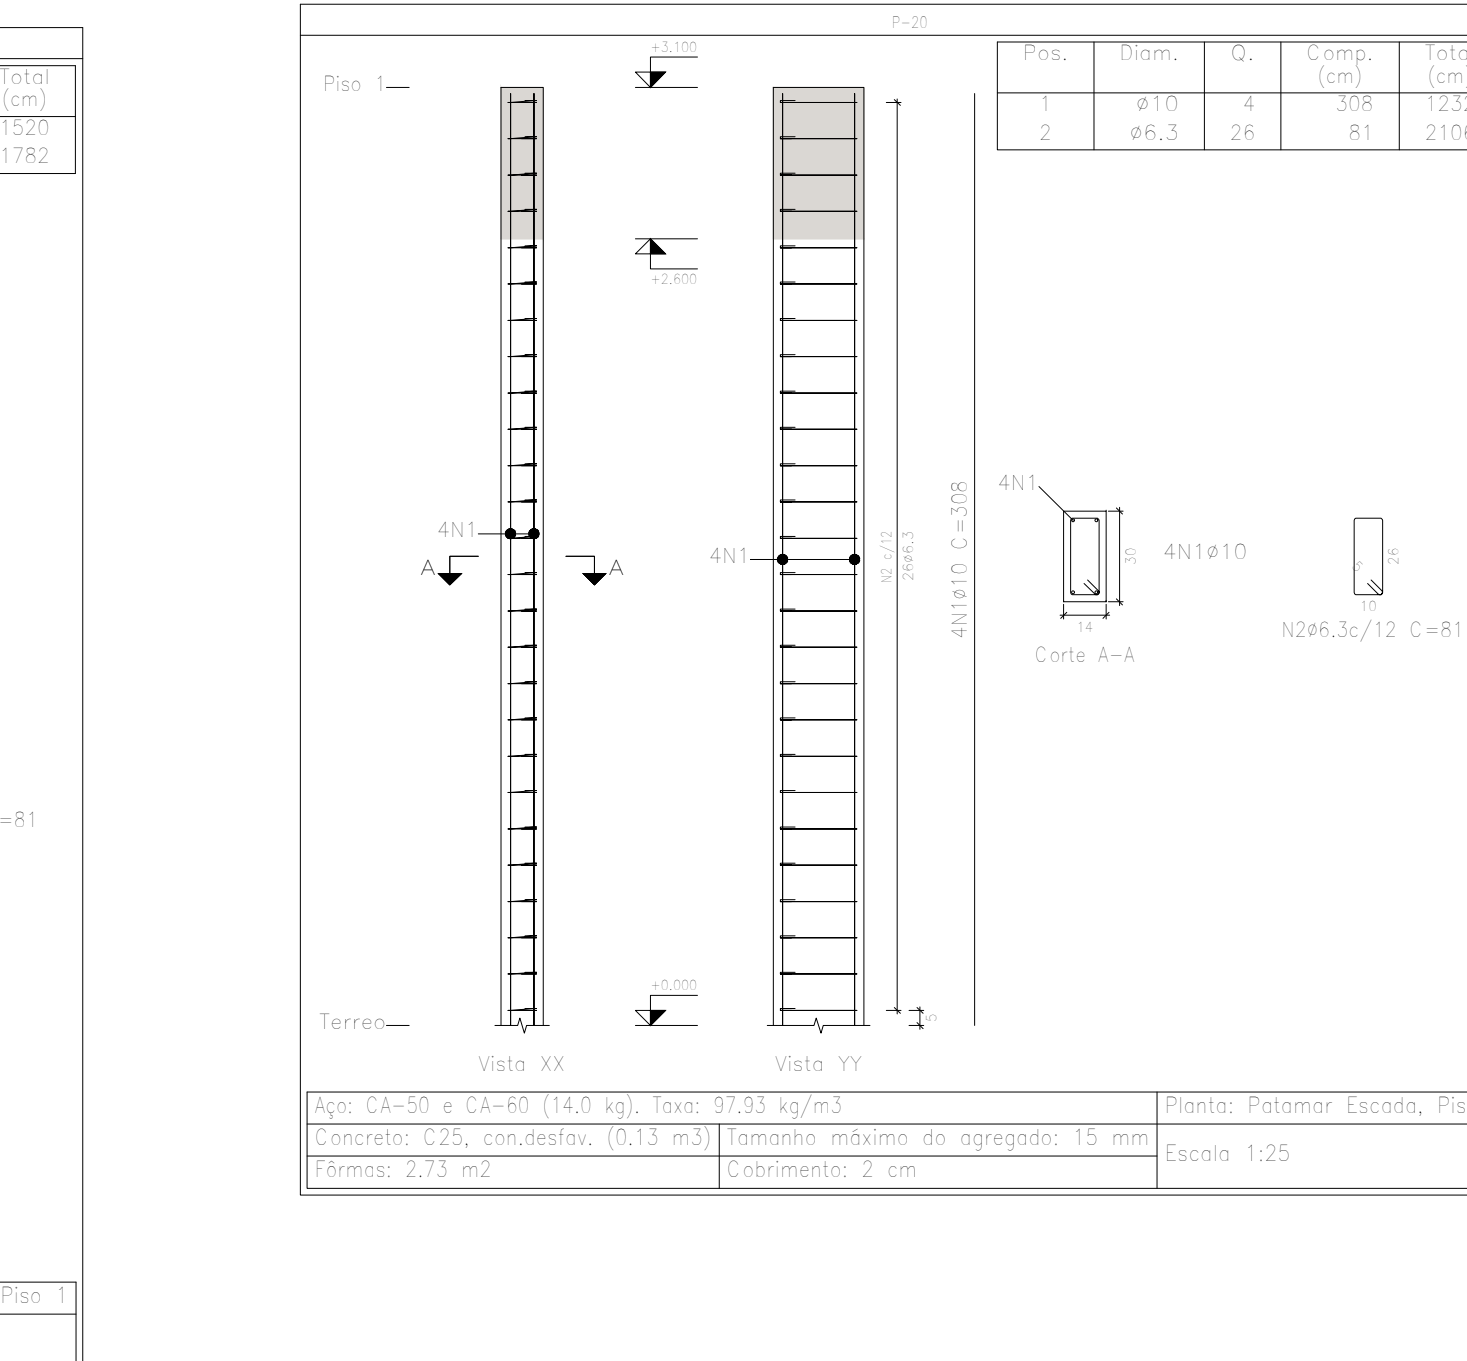 Total
(cm)
1520
1782
=81
Piso 1
P-20
Piso 1
+3.100
+2.600
+0.000
Terreo
4N1
A
A
Vista XX
4N1
Vista YY
N2 c/12
26ø6.3
5
4N1ø10 C=308
Pos. Diam. Q. Comp. (cm)
1 ø10 4 308 1232
2 ø6.3 26 81 2106
4N1
30
14
4N1ø10
Corte A-A
5
26
10
N2ø6.3c/12 C=81
Aço: CA-50 e CA-60 (14.0 kg). Taxa: 97.93 kg/m3
Planta: Patamar Escada, Pis
Concreto: C25, con.desfav. (0.13 m3)
Tamanho máximo do agregado: 15 mm
Escala 1:25
Fôrmas: 2.73 m2
Cobrimento: 2 cm